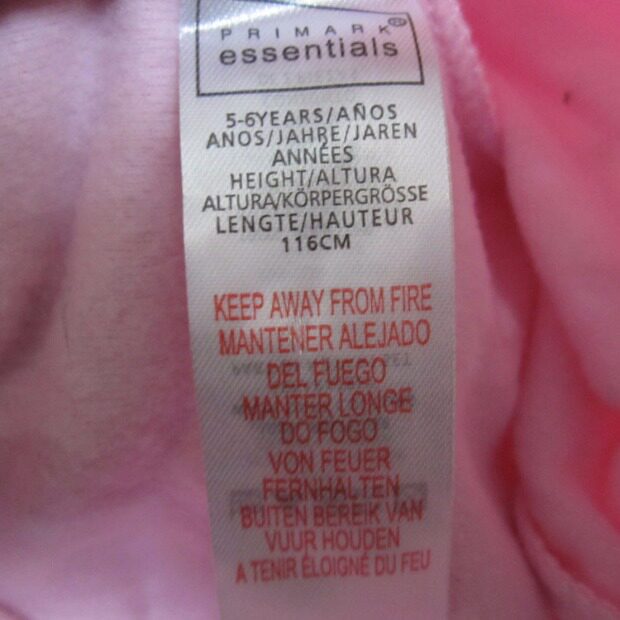 PRIMARK®
essentials
5-6YEARS/AÑOS
ANOS/JAHRE/JAREN
ANNÉES
HEIGHT/ALTURA
ALTURA/KÖRPERGRÖSSE
LENGTE/HAUTEUR
116CM
KEEP AWAY FROM FIRE
MANTENER ALEJADO
DEL FUEGO
MANTER LONGE
DO FOGO
VON FEUER
FERNHALTEN
BUITEN BEREIK VAN
VUUR HOUDEN
A TENIR ÉLOIGNÉ DU FEU